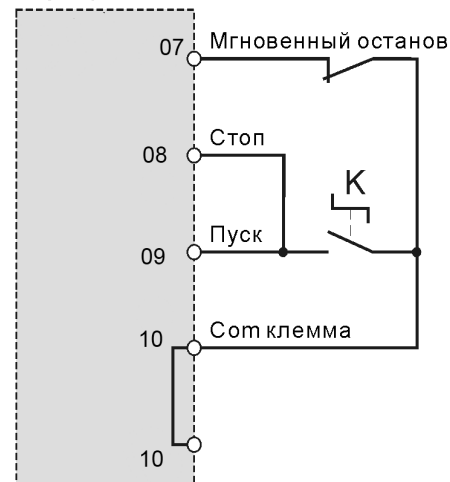 07 Мгновенный останов
08 Стоп
K
09 Пуск
10 Com клемма
10